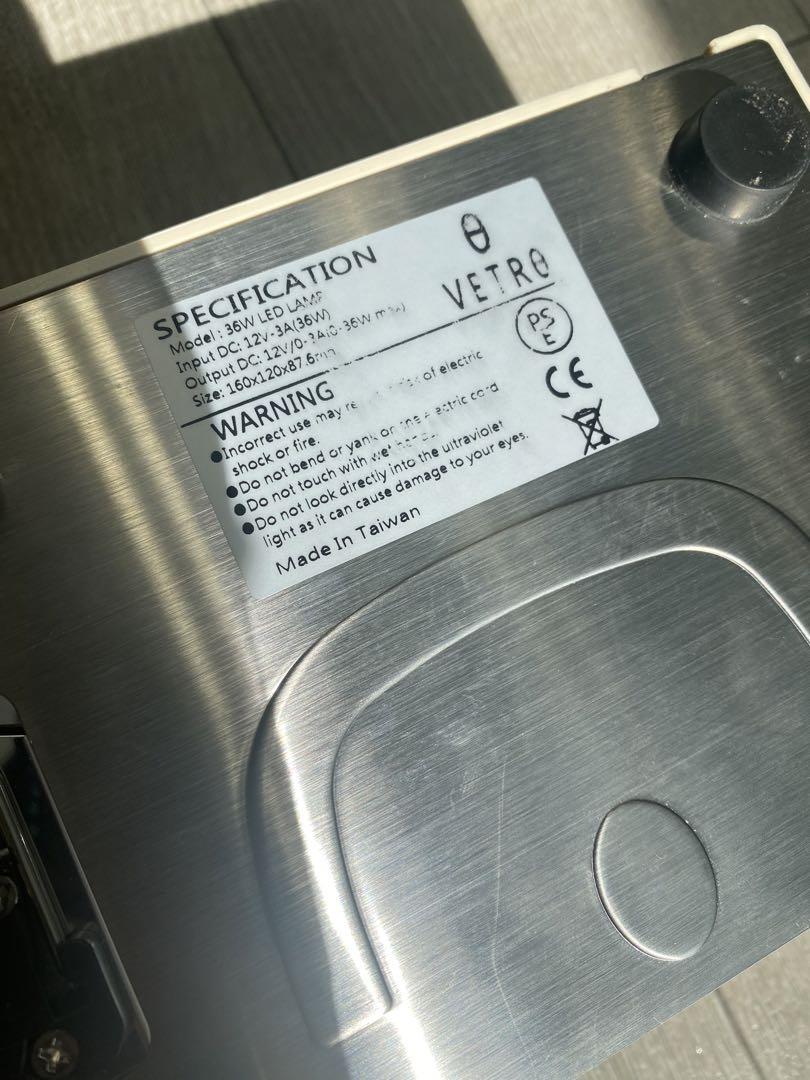 SPECIFICATION
Model : 36W LED LAMP
Input DC: 12V-3A(36W)
Output DC: 12V/0-3A(0-36W max)
Size: 160x120x87.6mm
VETRO
PS
E
CE
WARNING
●Incorrect use may of electric
shock or fire.
●Do not bend or yank on the electric cord
●Do not touch with wet
●Do not look directly into the ultraviolet
light as it can cause damage to your eyes.
Made In Taiwan